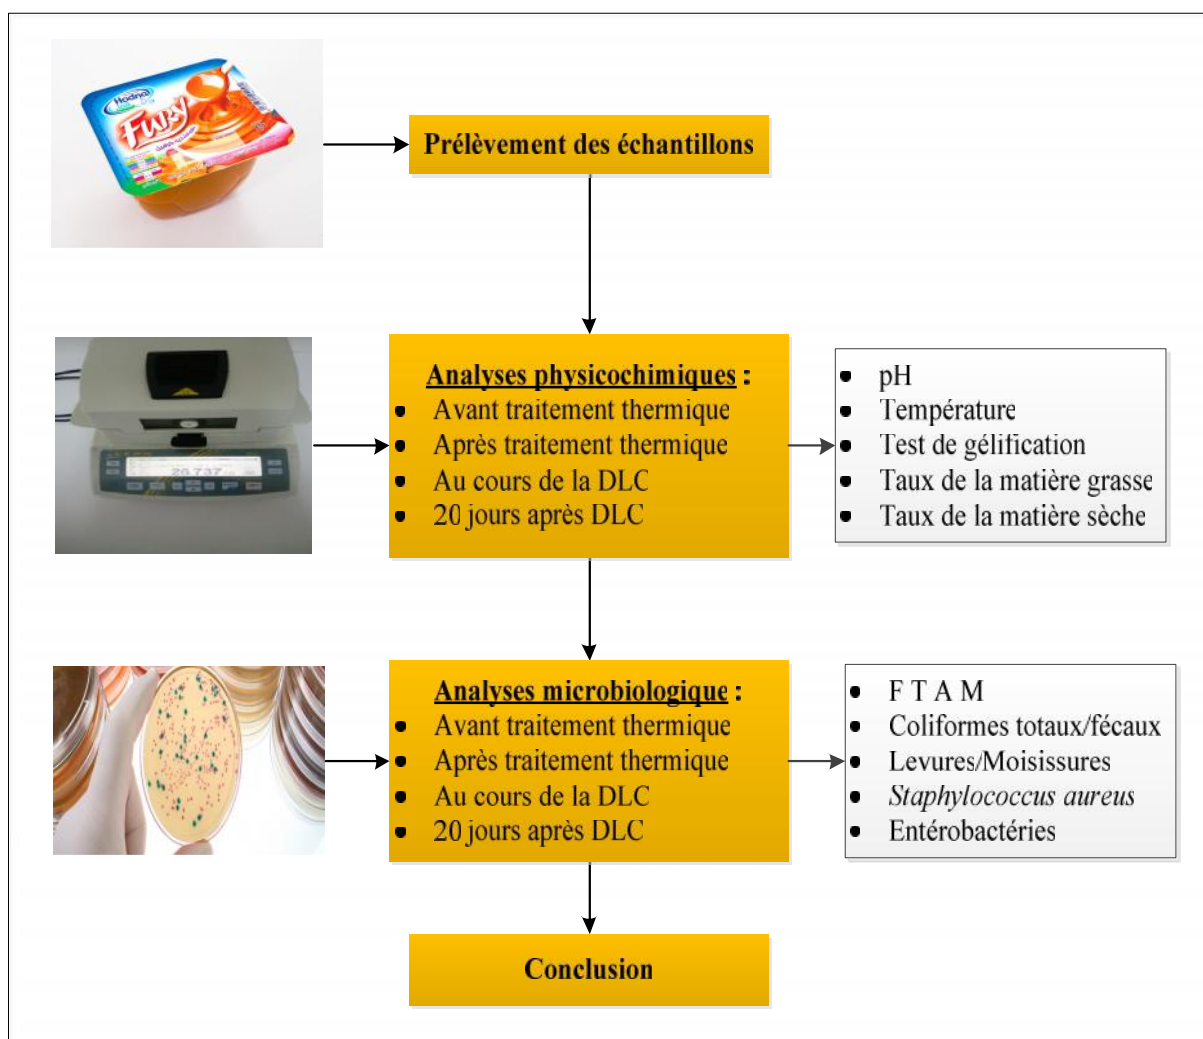 Hodna
Fury
Prélèvement des échantillons
Analyses physicochimiques :
• Avant traitement thermique
• Après traitement thermique
• Au cours de la DLC
• 20 jours après DLC
• pH
• Température
• Test de gélification
• Taux de la matière grasse
• Taux de la matière sèche
Analyses microbiologique :
• Avant traitement thermique
• Après traitement thermique
• Au cours de la DLC
• 20 jours après DLC
• F T A M
• Coliformes totaux/fécaux
• Levures/Moisissures
• Staphylococcus aureus
• Entérobactéries
Conclusion